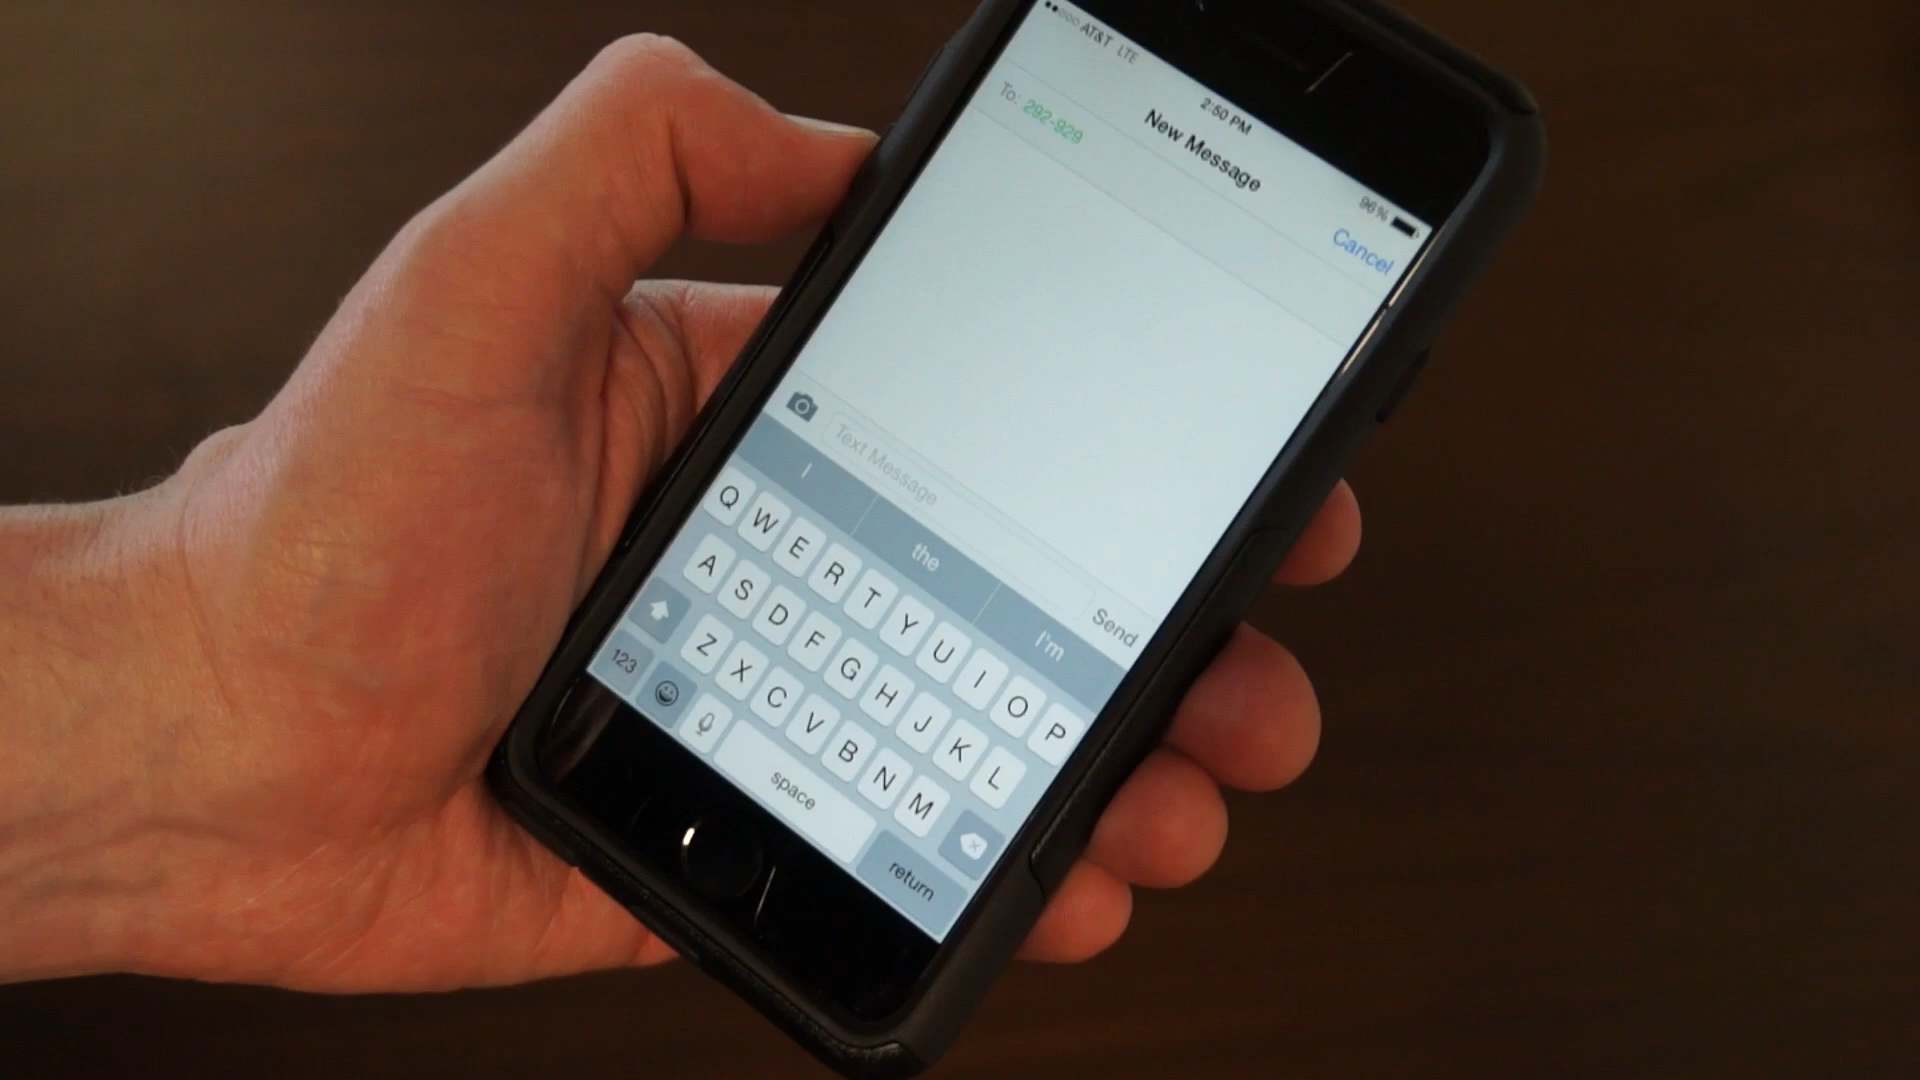 AT&T LTE
2:50 PM
96%
New Message
Cancel
To: 292-929
Text Message
Send
I
the
I'm
Q W E R T Y U I O P
A S D F G H J K L
Z X C V B N M
123
space
return